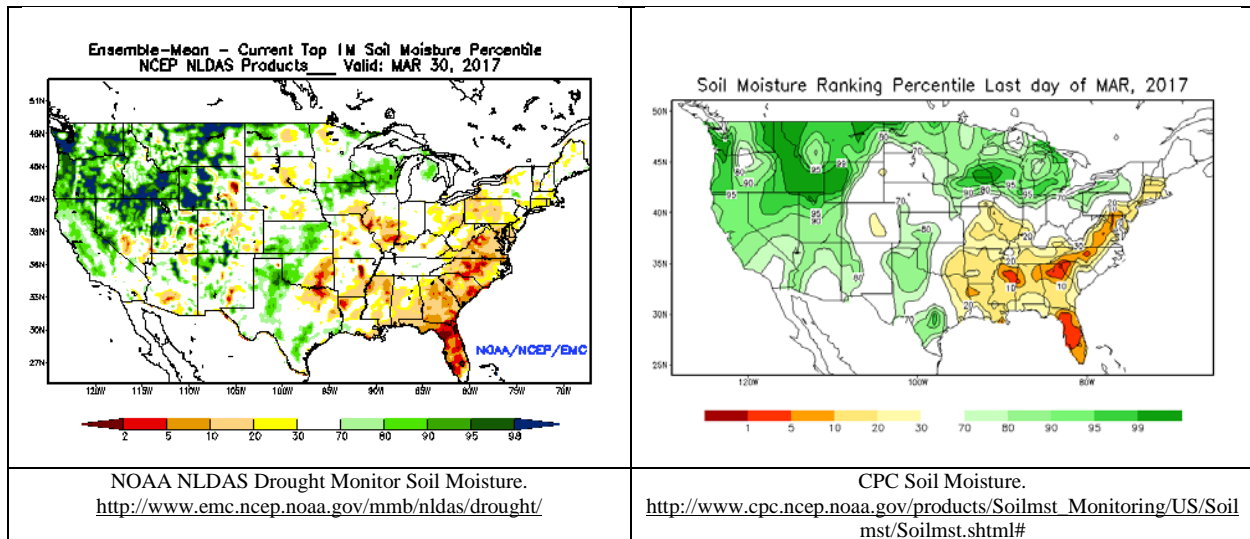 Ensemble-Mean - Current Top 1M Soil Moisture Percentile
NCEP NLDAS Products Valid: MAR 30, 2017
51N
48N
45N
42N
39N
36N
33N
30N
27N
NOAA/NCEP/EMC
120W 115W 110W 105W 100W 95W 90W 85W 80W 75W 70W
2 5 10 20 30 70 80 90 95 98
NOAA NLDAS Drought Monitor Soil Moisture.
http://www.emc.ncep.noaa.gov/mmb/nldas/drought/
Soil Moisture Ranking Percentile Last day of MAR, 2017
50N
45N
40N
35N
30N
25N
120W 100W 80W
1 5 10 20 30 70 80 90 95 99
CPC Soil Moisture.
http://www.cpc.ncep.noaa.gov/products/Soilmst_Monitoring/US/Soil
mst/Soilmst.shtml#